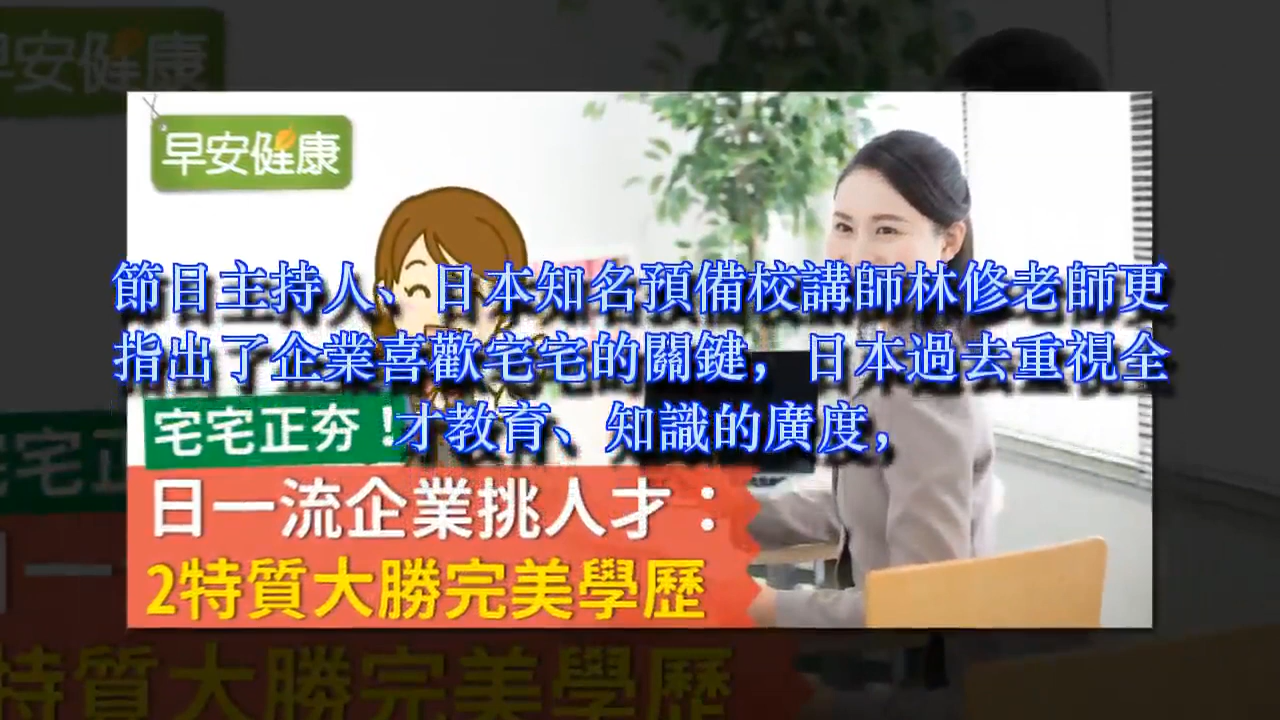 早安健康
節目主持人、日本知名預備校講師林修老師更
指出了企業喜歡宅宅的關鍵，日本過去重視全
才教育、知識的廣度，
宅宅正夯！
日一流企業挑人才：
2特質大勝完美學歷